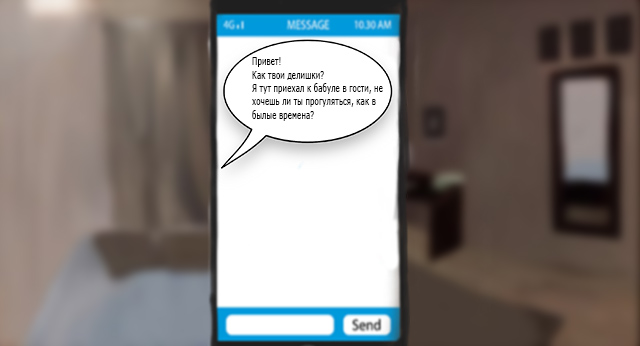 4G MESSAGE 10:30 AM
Привет!
Как твои делишки?
Я тут приехал к бабуле в гости, не
хочешь ли ты прогуляться, как в
былые времена?
Send